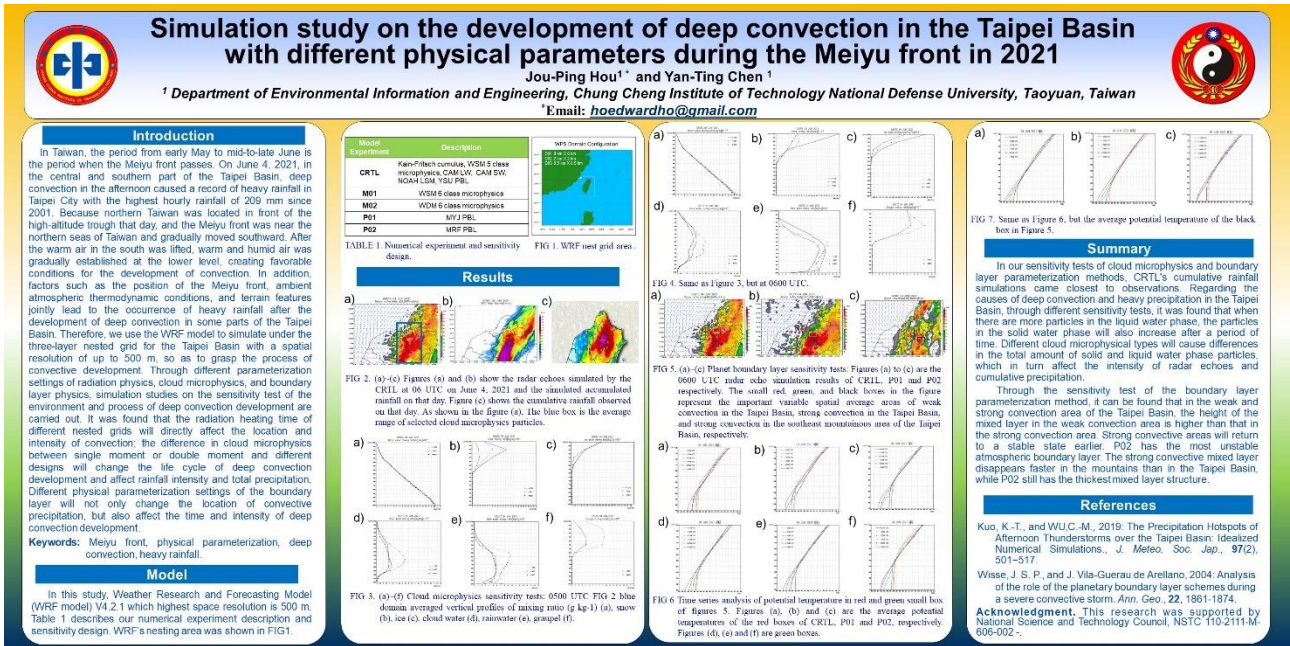 Simulation study on the development of deep convection in the Taipei Basin
with different physical parameters during the Meiyu front in 2021
Jou-Ping Hou1 * and Yan-Ting Chen 1
1 Department of Environmental Information and Engineering, Chung Cheng Institute of Technology National Defense University, Taoyuan, Taiwan
*Email: hoedwardho@gmail.com
Introduction
In Taiwan, the period from early May to mid-to-late June is
the period when the Meiyu front passes. On June 4, 2021, in
the central and southern part of the Taipei Basin, deep
convection in the afternoon caused a record of heavy rainfall in
Taipei City with the highest hourly rainfall of 209 mm since
2001. Because northern Taiwan was located in front of the
high-altitude trough that day, and the Meiyu front was near the
northern seas of Taiwan and gradually moved southward. After
the warm air in the south was lifted, warm and humid air was
gradually established at the lower level, creating favorable
conditions for the development of convection. In addition,
factors such as the position of the Meiyu front, ambient
atmospheric thermodynamic conditions, and terrain features
jointly lead to the occurrence of heavy rainfall after the
development of deep convection in some parts of the Taipei
Basin. Therefore, we use the WRF model to simulate under the
three-layer nested grid for the Taipei Basin with a spatial
resolution of up to 500 m, so as to grasp the process of
convective development. Through different parameterization
settings of radiation physics, cloud microphysics, and boundary
layer physics, simulation studies on the sensitivity test of the
environment and process of deep convection development are
carried out. It was found that the radiation heating time of
different nested grids will directly affect the location and
intensity of convection; the difference in cloud microphysics
between single moment or double moment and different
designs will change the life cycle of deep convection
development and affect rainfall intensity and total precipitation.
Different physical parameterization settings of the boundary
layer will not only change the location of convective
precipitation, but also affect the time and intensity of deep
convection development.
Keywords: Meiyu front, physical parameterization, deep
convection, heavy rainfall.
Model
In this study, Weather Research and Forecasting Model
(WRF model) V4.2.1 which highest space resolution is 500 m.
Table 1 describes our numerical experiment description and
sensitivity design. WRF's nesting area was shown in FIG1.
Model Experiment Description
CRTL Kain-Fritsch cumulus, WSM 5 class
microphysics, CAM LW, CAM SW,
NOAH LSM, YSU PBL
M01 WSM 6 class microphysics
M02 WDM 6 class microphysics
P01 MYJ PBL
P02 MRF PBL
TABLE 1. Numerical experiment and sensitivity
design.
WPS Domain Configuration
FIG 1. WRF nest grid area.
Results
a) b) c)
FIG 2. (a)–(c) Figures (a) and (b) show the radar echoes simulated by the
CRTL at 06 UTC on June 4, 2021 and the simulated accumulated
rainfall on that day. Figure (c) shows the cumulative rainfall observed
on that day. As shown in the figure (a), The blue box is the average
range of selected cloud microphysics particles.
a) b) c)
d) e) f)
FIG 3. (a)–(f) Cloud microphysics sensitivity tests: 0500 UTC FIG 2 blue
domain averaged vertical profiles of mixing ratio (g kg-1) (a), snow
(b), ice (c), cloud water (d), rainwater (e), graupel (f).
a) b) c)
d) e) f)
FIG 4. Same as Figure 3, but at 0600 UTC.
a) b) c)
FIG 5. (a)–(c) Planet boundary layer sensitivity tests: Figures (a) to (c) are the
0600 UTC radar echo simulation results of CRTL, P01 and P02
respectively. The small red, green, and black boxes in the figure
represent the important variable spatial average areas of weak
convection in the Taipei Basin, strong convection in the Taipei Basin,
and strong convection in the southeast mountainous area of the Taipei
Basin, respectively.
a) b) c)
d) e) f)
FIG 6 Time series analysis of potential temperature in red and green small box
of figures 5. Figures (a), (b) and (c) are the average potential
temperatures of the red boxes of CRTL, P01 and P02, respectively.
Figures (d), (e) and (f) are green boxes.
a) b) c)
FIG 7. Same as Figure 6, but the average potential temperature of the black
box in Figure 5.
Summary
In our sensitivity tests of cloud microphysics and boundary
layer parameterization methods, CRTL's cumulative rainfall
simulations came closest to observations. Regarding the
causes of deep convection and heavy precipitation in the Taipei
Basin, through different sensitivity tests, it was found that when
there are more particles in the liquid water phase, the particles
in the solid water phase will also increase after a period of
time. Different cloud microphysical types will cause differences
in the total amount of solid and liquid water phase particles,
which in turn affect the intensity of radar echoes and
cumulative precipitation.
Through the sensitivity test of the boundary layer
parameterization method, it can be found that in the weak and
strong convection area of the Taipei Basin, the height of the
mixed layer in the weak convection area is higher than that in
the strong convection area. Strong convective areas will return
to a stable state earlier. P02 has the most unstable
atmospheric boundary layer. The strong convective mixed layer
disappears faster in the mountains than in the Taipei Basin,
while P02 still has the thickest mixed layer structure.
References
Kuo, K.-T., and WU,C.-M., 2019: The Precipitation Hotspots of
Afternoon Thunderstorms over the Taipei Basin: Idealized
Numerical Simulations., J. Meteo. Soc. Jap., 97(2),
501–517.
Wisse, J. S. P., and J. Vila-Guerau de Arellano, 2004: Analysis
of the role of the planetary boundary layer schemes during
a severe convective storm. Ann. Geo., 22, 1861-1874.
Acknowledgment. This research was supported by
National Science and Technology Council, NSTC 110-2111-M-
606-002 -.